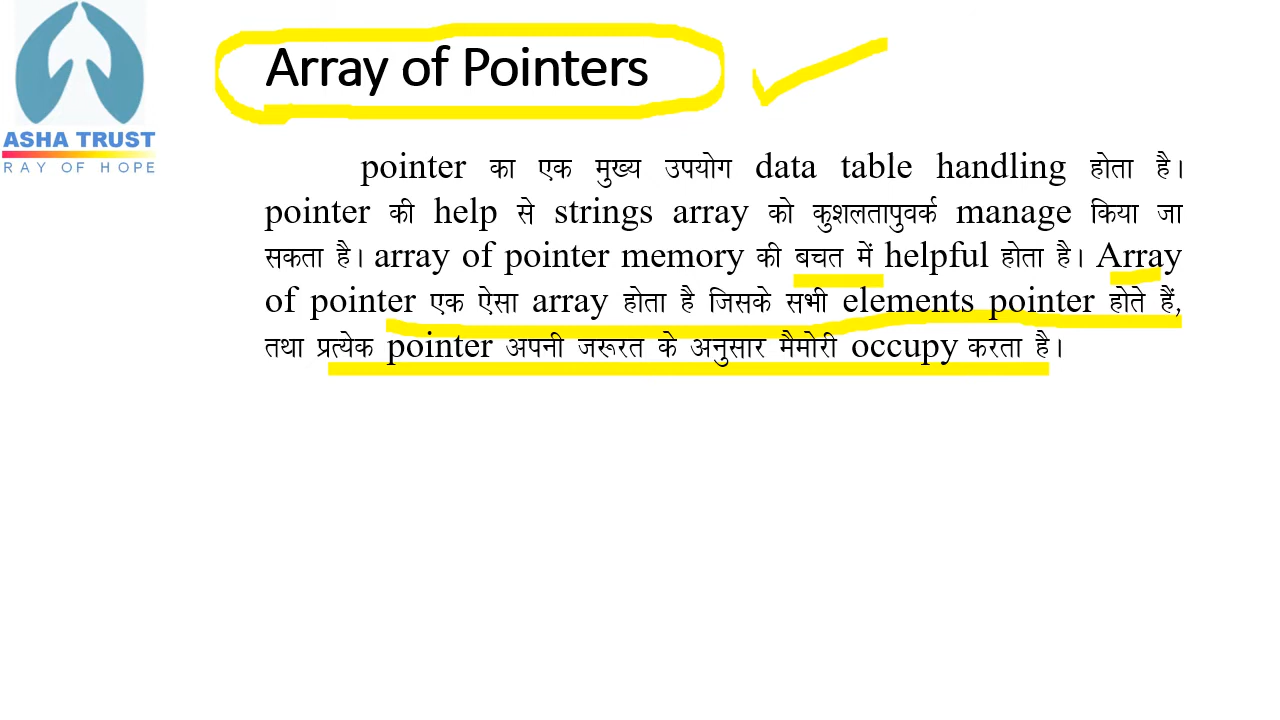 Array of Pointers
ASHA TRUST
RAY OF HOPE
pointer का एक मुख्य उपयोग data table handling होता है।
pointer की help से strings array को कुशलतापुवर्क manage किया जा
सकता है। array of pointer memory की बचत में helpful होता है। Array
of pointer एक ऐसा array होता है जिसके सभी elements pointer होते हैं,
तथा प्रत्येक pointer अपनी जरूरत के अनुसार मैमोरी occupy करता है।